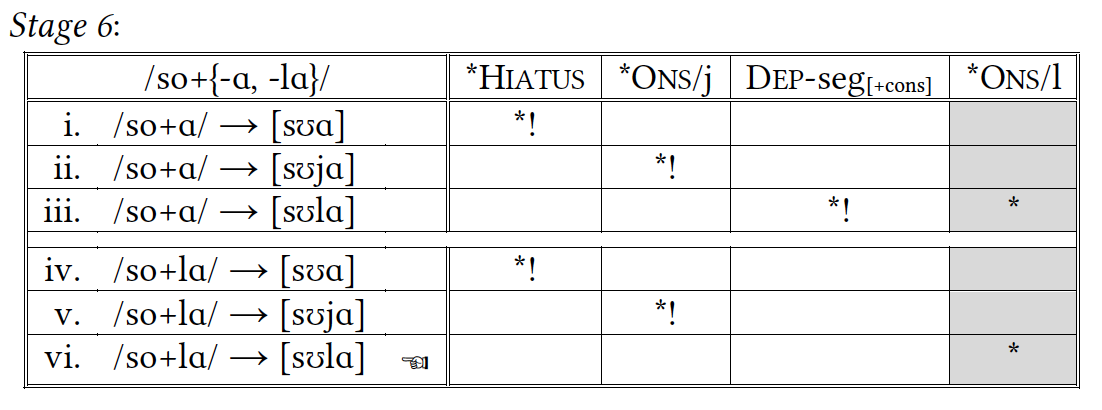 Stage 6:
/so+{-ɑ, -lɑ}/ *HIATUS *ONS/j DEP-seg[+cons] *ONS/l
i. /so+ɑ/ → [sʊɑ] *!
ii. /so+ɑ/ → [sʊjɑ] *!
iii. /so+ɑ/ → [sʊlɑ] *! *
iv. /so+lɑ/ → [sʊɑ] *!
v. /so+lɑ/ → [sʊjɑ] *!
vi. /so+lɑ/ → [sʊlɑ] ☜ *